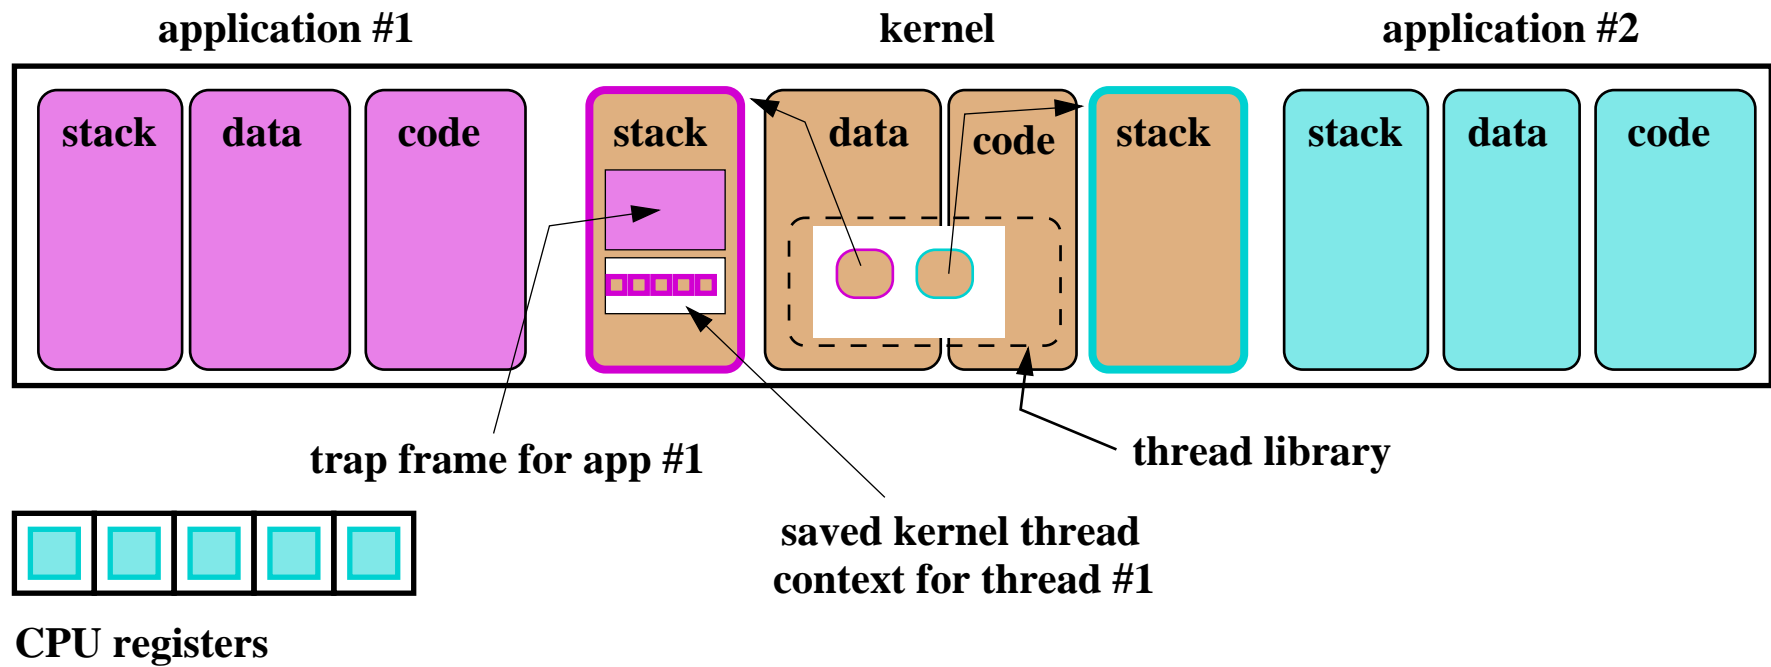 application #1
kernel
application #2
stack
data
code
stack
data
code
stack
stack
data
code
trap frame for app #1
thread library
saved kernel thread
context for thread #1
CPU registers